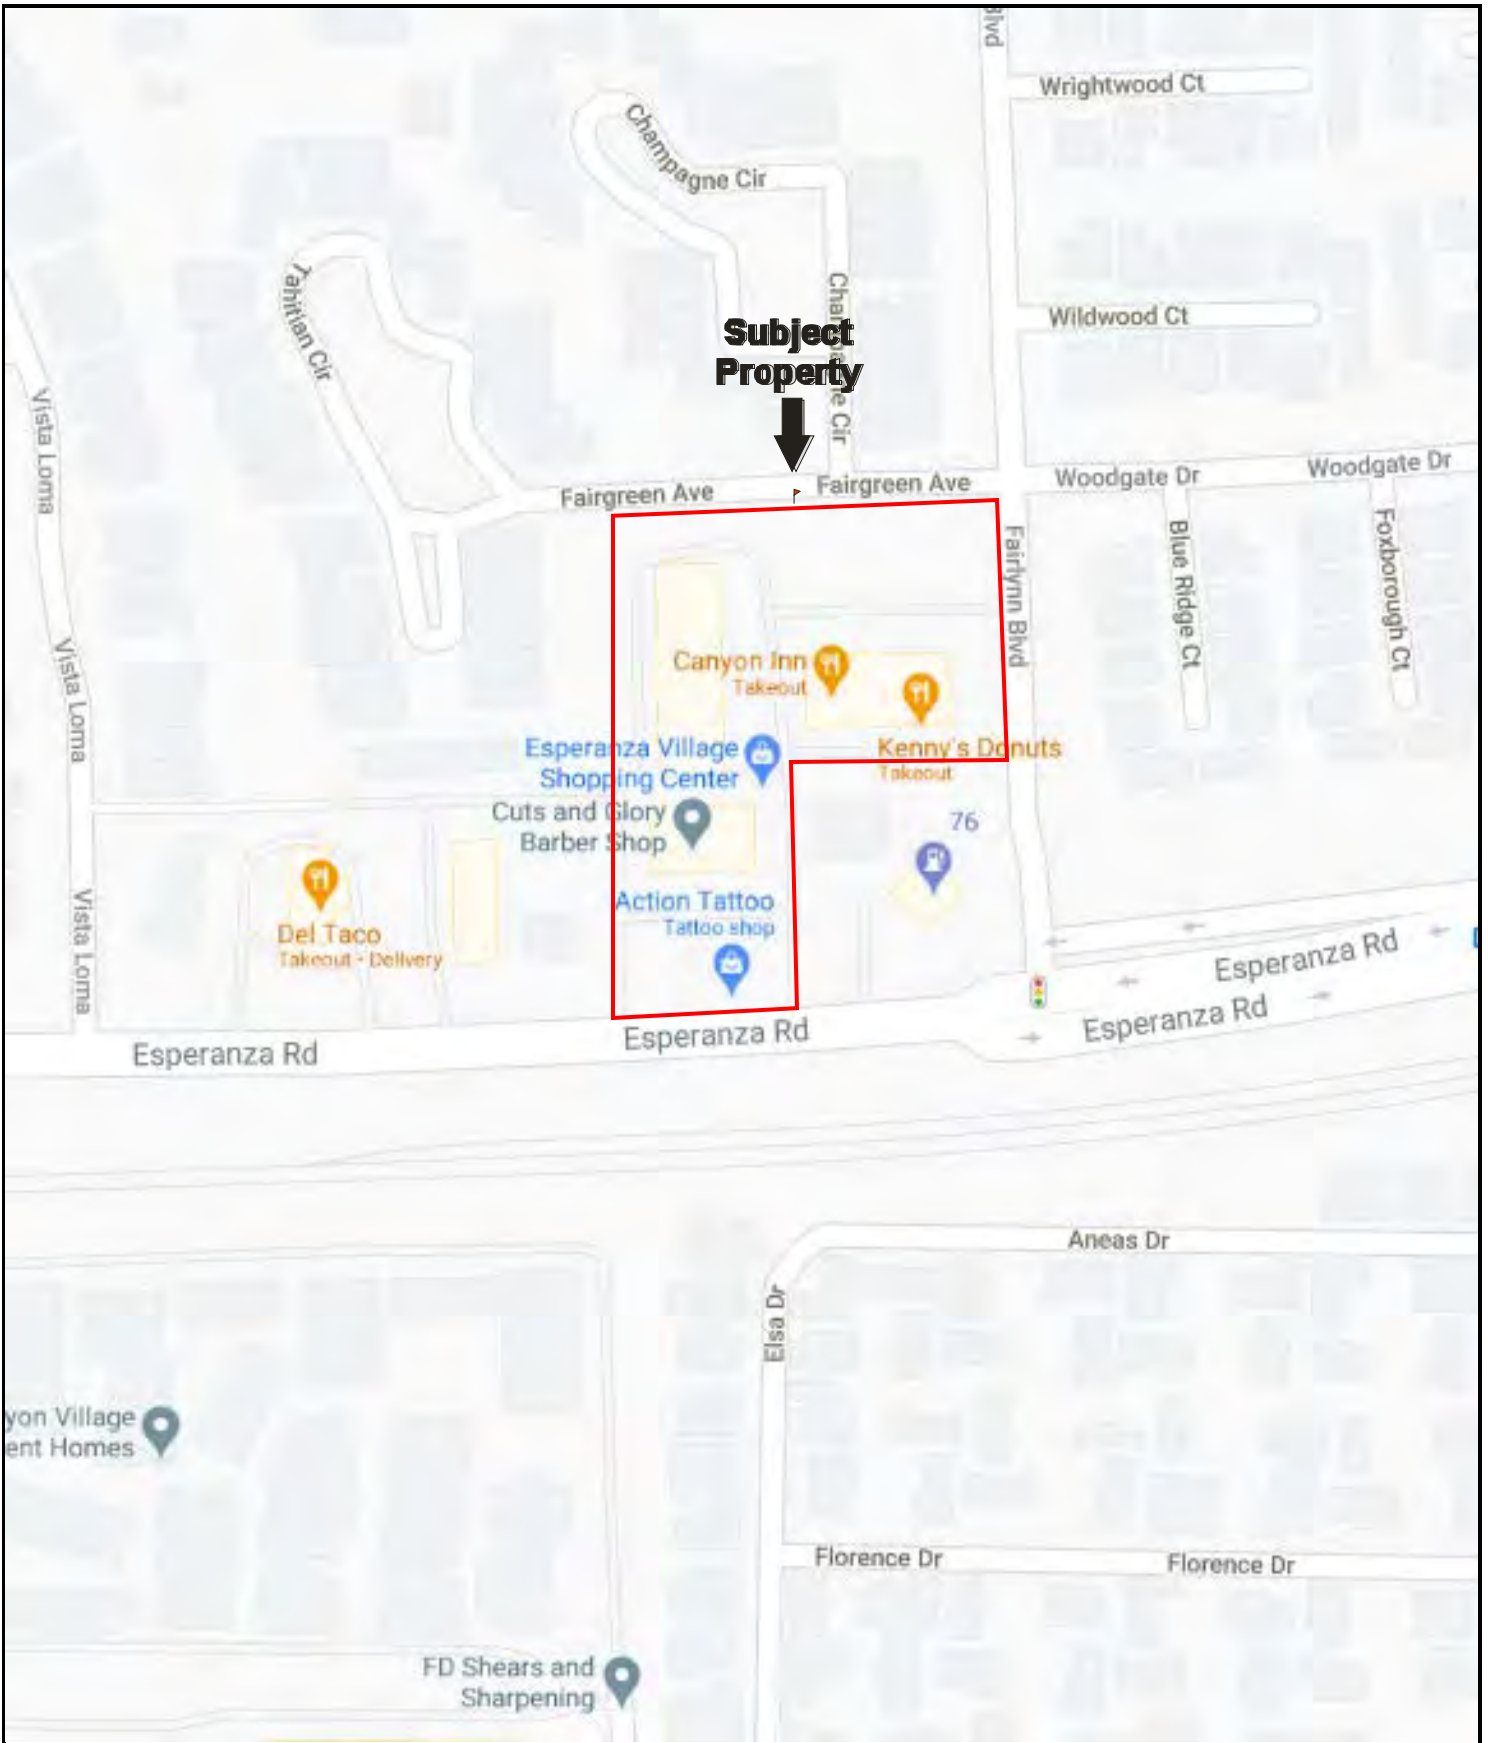 Blvd
Wrightwood Ct
Champagne Cir
Tahitian Cir
Champagne Cir
Wildwood Ct
Subject
Property
Vista Loma
Fairgreen Ave
Fairgreen Ave
Woodgate Dr
Woodgate Dr
Fairlynn Blvd
Blue Ridge Ct
Foxborough Ct
Vista Loma
Canyon Inn
Takeout
Kenny's Donuts
Takeout
Esperanza Village
Shopping Center
Cuts and Glory
Barber Shop
76
Vista Loma
Action Tattoo
Tattoo shop
Del Taco
Takeout · Delivery
Esperanza Rd
Esperanza Rd
Esperanza Rd
Esperanza Rd
Aneas Dr
Elsa Dr
yon Village
ent Homes
Florence Dr
Florence Dr
FD Shears and
Sharpening